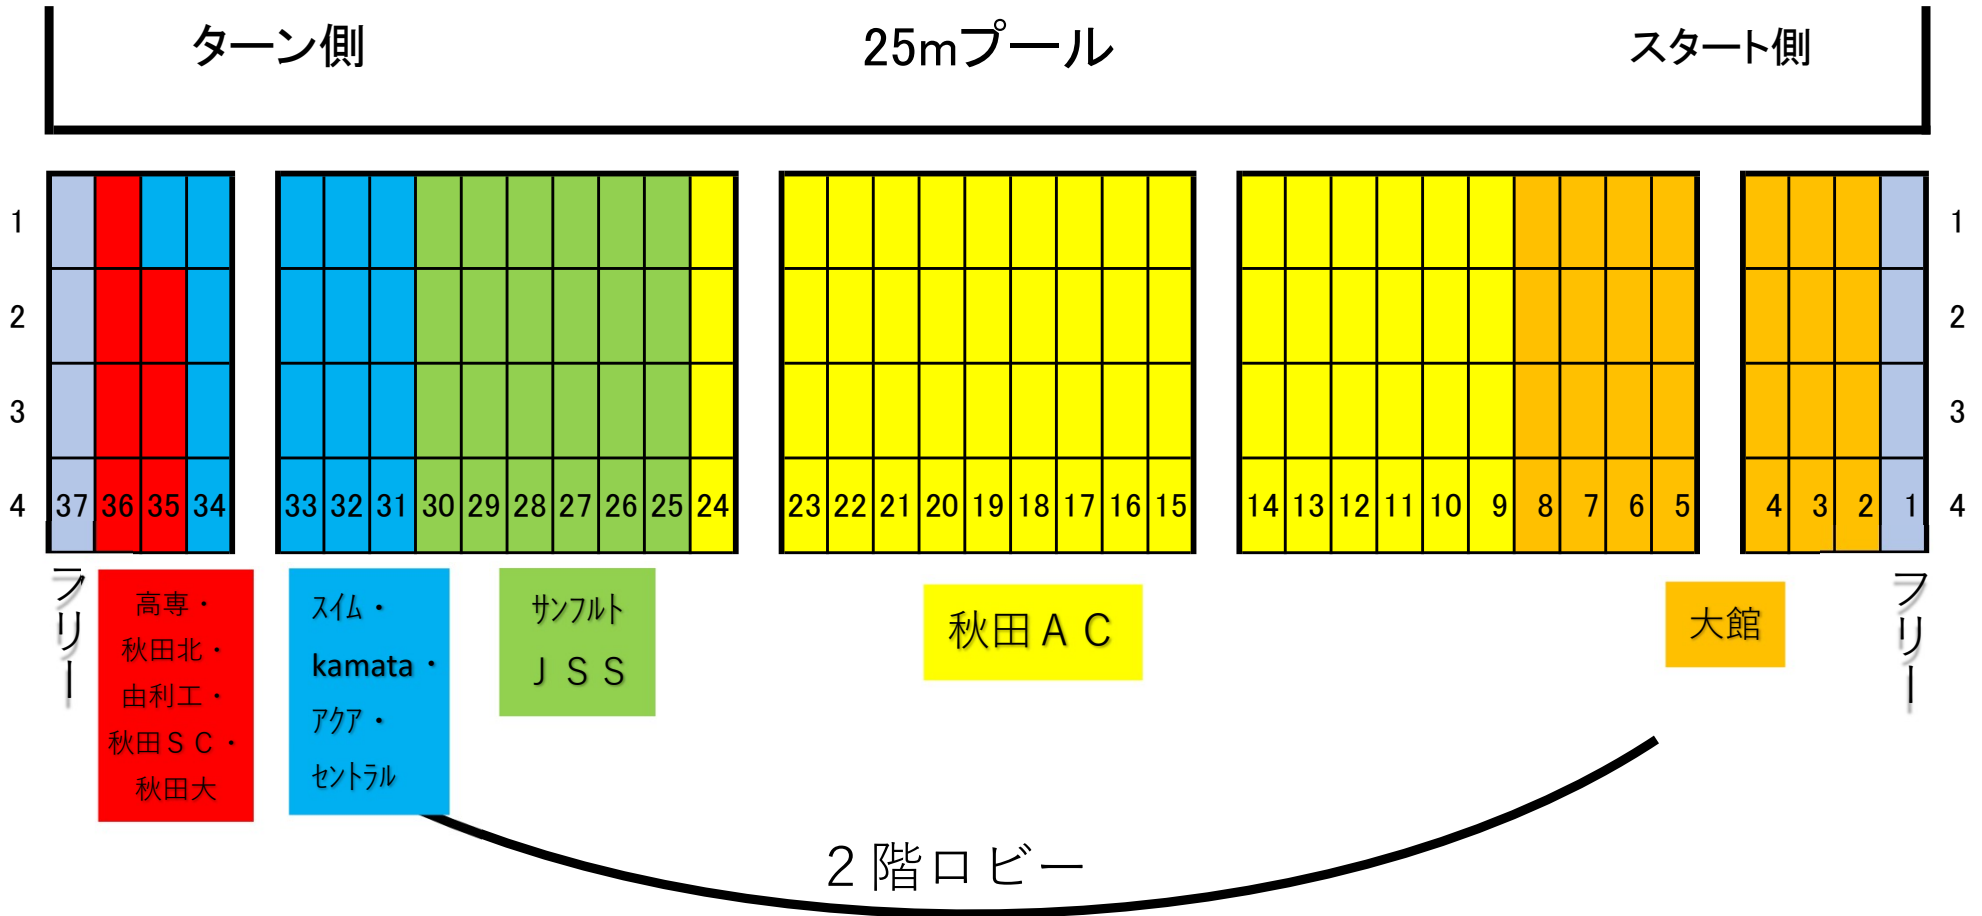 ターン側 25mプール スタート側
1 1
2 2
3 3
4 37 36 35 34 33 32 31 30 29 28 27 26 25 24 23 22 21 20 19 18 17 16 15 14 13 12 11 10 9 8 7 6 5 4 3 2 1 4
フリー
高専・
秋田北・
由利工・
秋田ＳＣ・
秋田大
ｽｲﾑ・
kamata・
ｱｸｱ・
ｾﾝﾄﾗﾙ
ｻﾝﾌﾙﾄ
ＪＳＳ
秋田ＡＣ
大館
フリー
２階ロビー